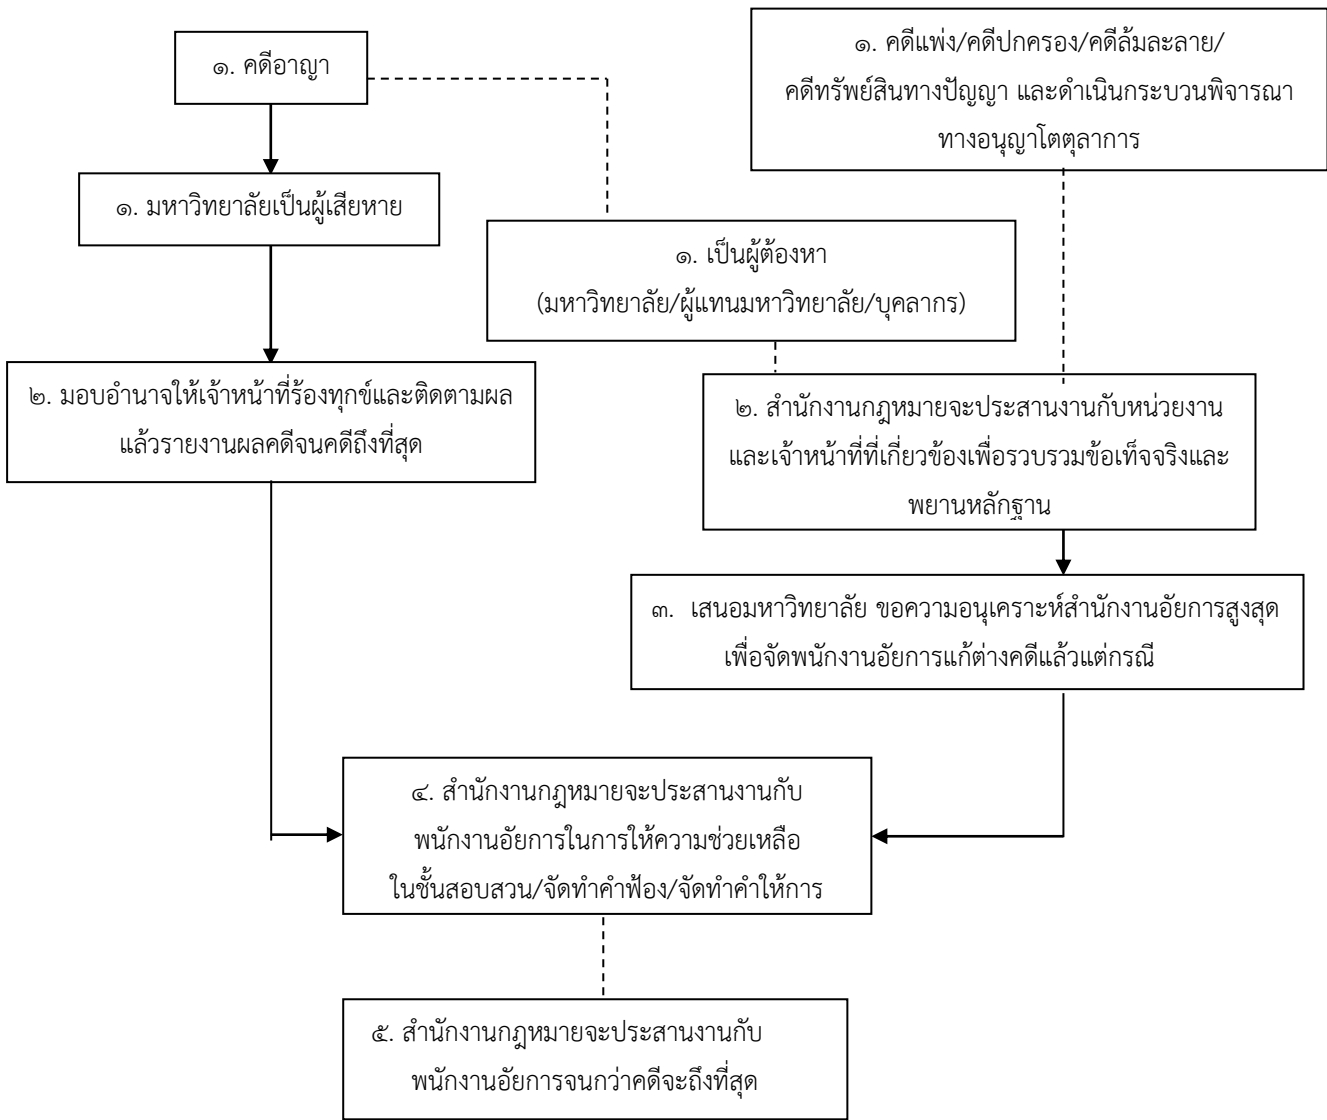 ๑. คดีอาญา
๑. คดีแพ่ง/คดีปกครอง/คดีล้มละลาย/
คดีทรัพย์สินทางปัญญา และดำเนินกระบวนพิจารณา
ทางอนุญาโตตุลาการ
๑. มหาวิทยาลัยเป็นผู้เสียหาย
๑. เป็นผู้ต้องหา
(มหาวิทยาลัย/ผู้แทนมหาวิทยาลัย/บุคลากร)
๒. มอบอำนาจให้เจ้าหน้าที่ร้องทุกข์และติดตามผล
แล้วรายงานผลคดีจนคดีถึงที่สุด
๒. สำนักงานกฎหมายจะประสานงานกับหน่วยงาน
และเจ้าหน้าที่ที่เกี่ยวข้องเพื่อรวบรวมข้อเท็จจริงและ
พยานหลักฐาน
๓. เสนอมหาวิทยาลัย ขอความอนุเคราะห์สำนักงานอัยการสูงสุด
เพื่อจัดพนักงานอัยการแก้ต่างคดีแล้วแต่กรณี
๔. สำนักงานกฎหมายจะประสานงานกับ
พนักงานอัยการในการให้ความช่วยเหลือ
ในชั้นสอบสวน/จัดทำคำฟ้อง/จัดทำคำให้การ
๕. สำนักงานกฎหมายจะประสานงานกับ
พนักงานอัยการจนกว่าคดีจะถึงที่สุด